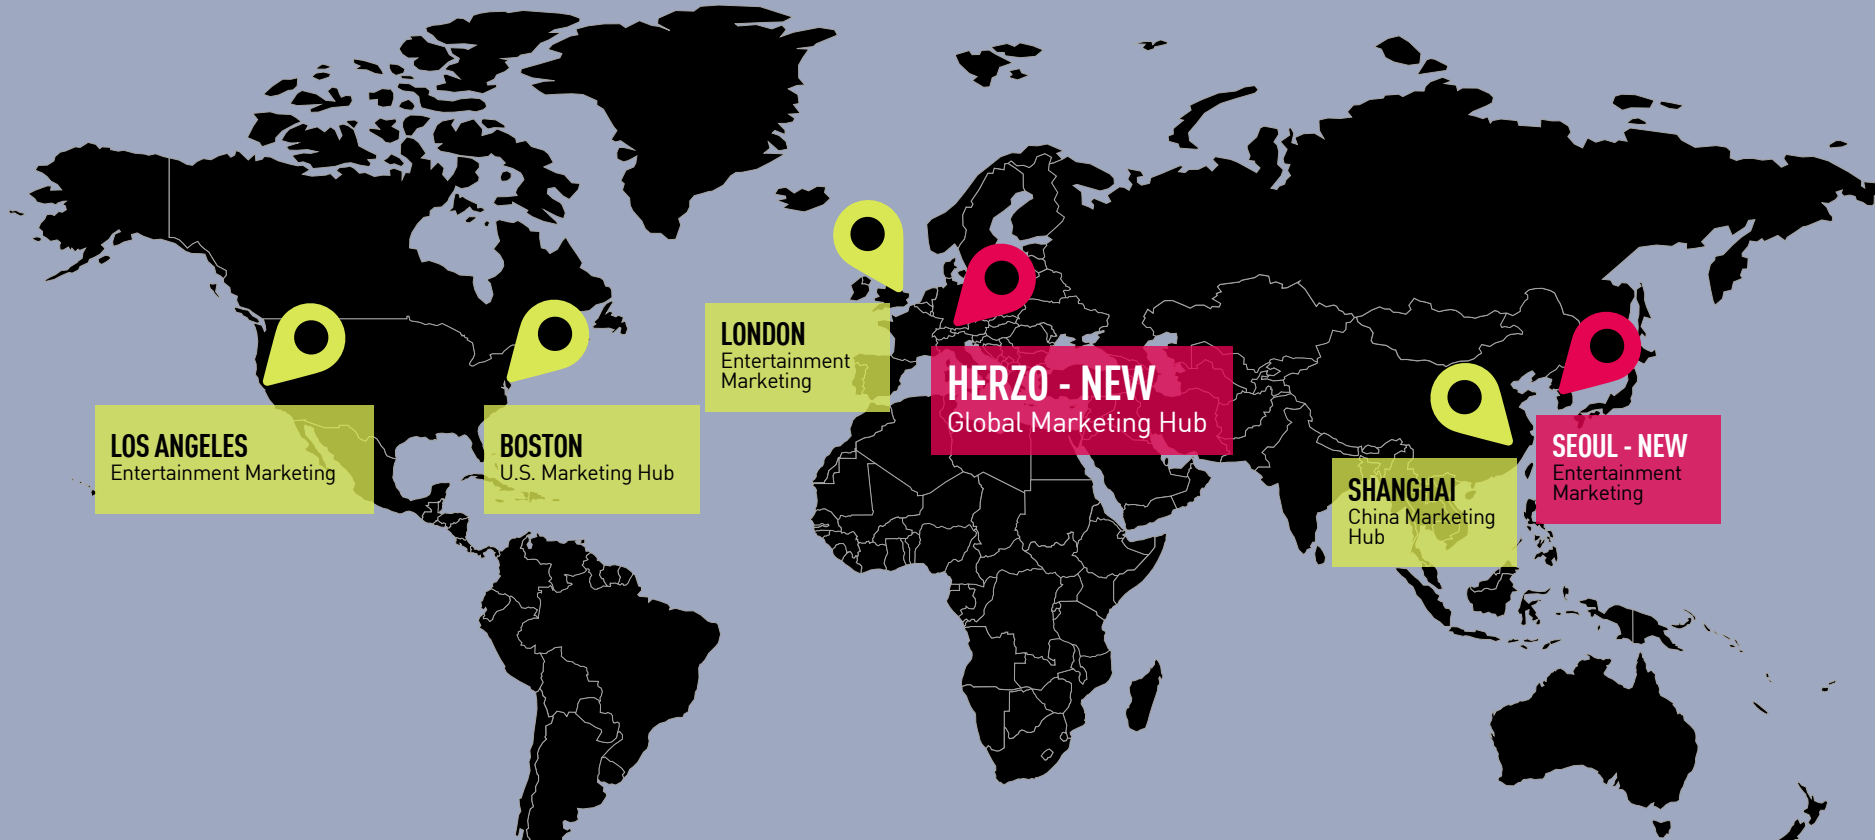 LONDON
Entertainment
Marketing
HERZO - NEW
Global Marketing Hub
LOS ANGELES
Entertainment Marketing
BOSTON
U.S. Marketing Hub
SEOUL - NEW
Entertainment
Marketing
SHANGHAI
China Marketing
Hub